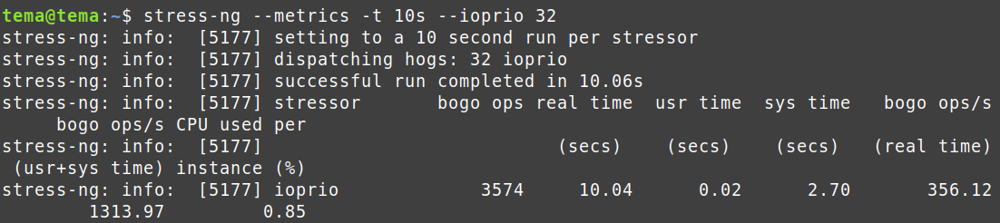 tema@tema:~$ stress-ng --metrics -t 10s --ioprio 32
stress-ng: info:  [5177] setting to a 10 second run per stressor
stress-ng: info:  [5177] dispatching hogs: 32 ioprio
stress-ng: info:  [5177] successful run completed in 10.06s
stress-ng: info:  [5177] stressor       bogo ops real time  usr time  sys time   bogo ops/s
     bogo ops/s CPU used per
stress-ng: info:  [5177]                           (secs)    (secs)    (secs)   (real time)
 (usr+sys time) instance (%)
stress-ng: info:  [5177] ioprio             3574     10.04      0.02      2.70       356.12
        1313.97         0.85